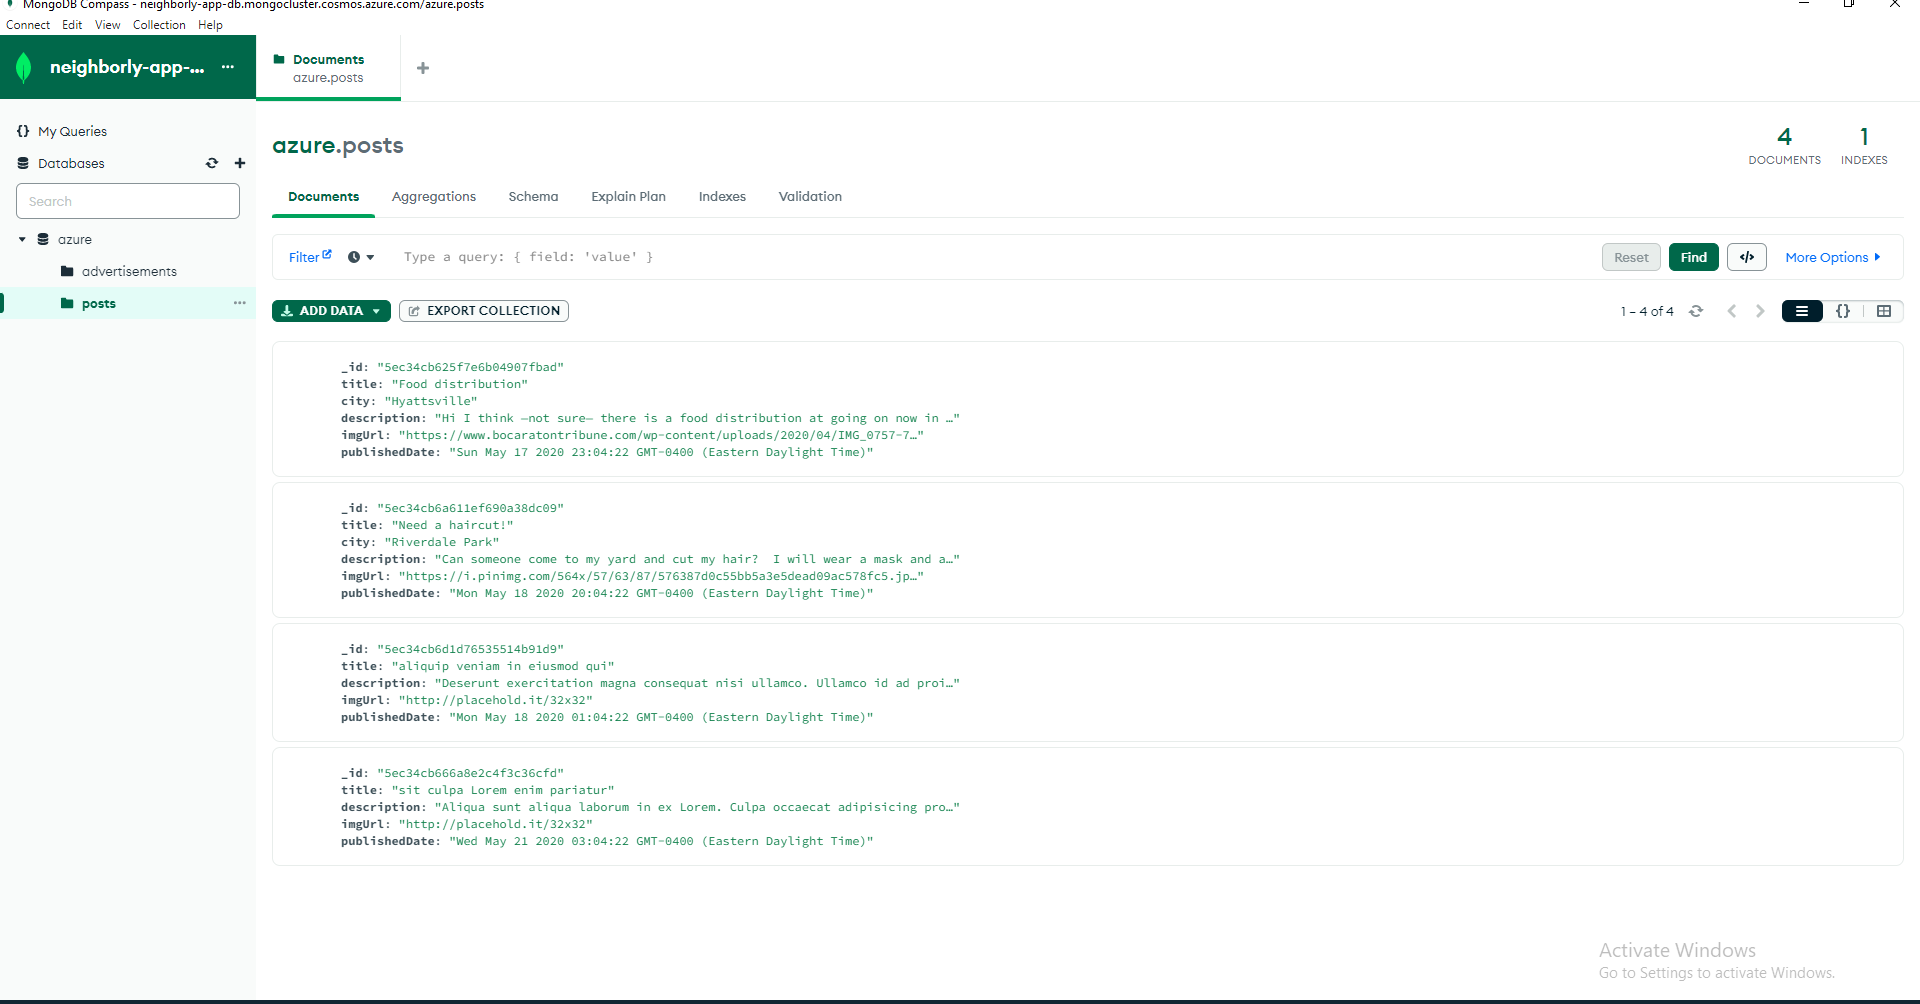 MongoDB Compass - neighborly-app-db.mongocluster.cosmos.azure.com/azure.posts
Connect Edit View Collection Help
neighborly-app-... ...
Documents
azure.posts
+
{} My Queries
Databases
Search
azure
advertisements
posts ...
azure.posts
4
DOCUMENTS
1
INDEXES
Documents Aggregations Schema Explain Plan Indexes Validation
Filter Type a query: { field: 'value' } Reset Find </> More Options
ADD DATA EXPORT COLLECTION 1 – 4 of 4 {}
_id: "5ec34cb625f7e6b04907fbad"
title: "Food distribution"
city: "Hyattsville"
description: "Hi I think —not sure— there is a food distribution at going on now in …"
imgUrl: "https://www.bocaratontribune.com/wp-content/uploads/2020/04/IMG_0757-7…"
publishedDate: "Sun May 17 2020 23:04:22 GMT-0400 (Eastern Daylight Time)"
_id: "5ec34cb6a611ef690a38dc09"
title: "Need a haircut!"
city: "Riverdale Park"
description: "Can someone come to my yard and cut my hair?  I will wear a mask and a…"
imgUrl: "https://i.pinimg.com/564x/57/63/87/576387d0c55bb5a3e5dead09ac578fc5.jp…"
publishedDate: "Mon May 18 2020 20:04:22 GMT-0400 (Eastern Daylight Time)"
_id: "5ec34cb6d1d76535514b91d9"
title: "aliquip veniam in eiusmod qui"
description: "Deserunt exercitation magna consequat nisi ullamco. Ullamco id ad proi…"
imgUrl: "http://placehold.it/32x32"
publishedDate: "Mon May 18 2020 01:04:22 GMT-0400 (Eastern Daylight Time)"
_id: "5ec34cb666a8e2c4f3c36cfd"
title: "sit culpa Lorem enim pariatur"
description: "Aliqua sunt aliqua laborum in ex Lorem. Culpa occaecat adipisicing pro…"
imgUrl: "http://placehold.it/32x32"
publishedDate: "Wed May 21 2020 03:04:22 GMT-0400 (Eastern Daylight Time)"
Activate Windows
Go to Settings to activate Windows.